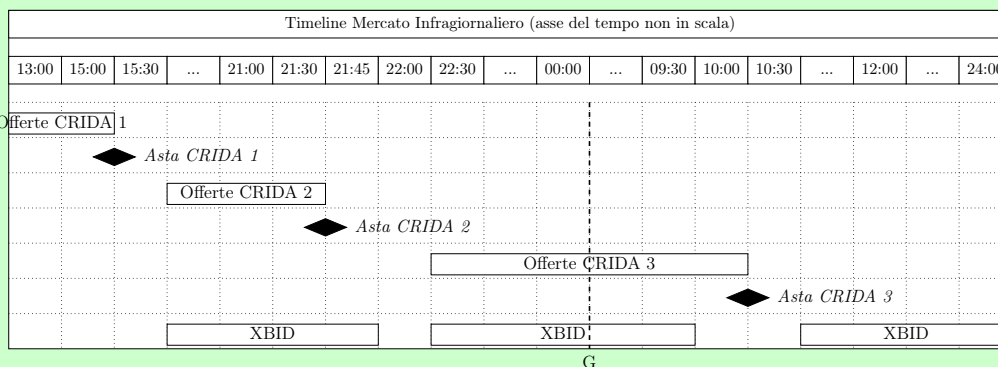 Timeline Mercato Infragiornaliero (asse del tempo non in scala)
13:00 15:00 15:30 ... 21:00 21:30 21:45 22:00 22:30 ... 00:00 ... 09:30 10:00 10:30 ... 12:00 ... 24:00
Offerte CRIDA 1
Asta CRIDA 1
Offerte CRIDA 2
Asta CRIDA 2
Offerte CRIDA 3
Asta CRIDA 3
XBID XBID XBID
G